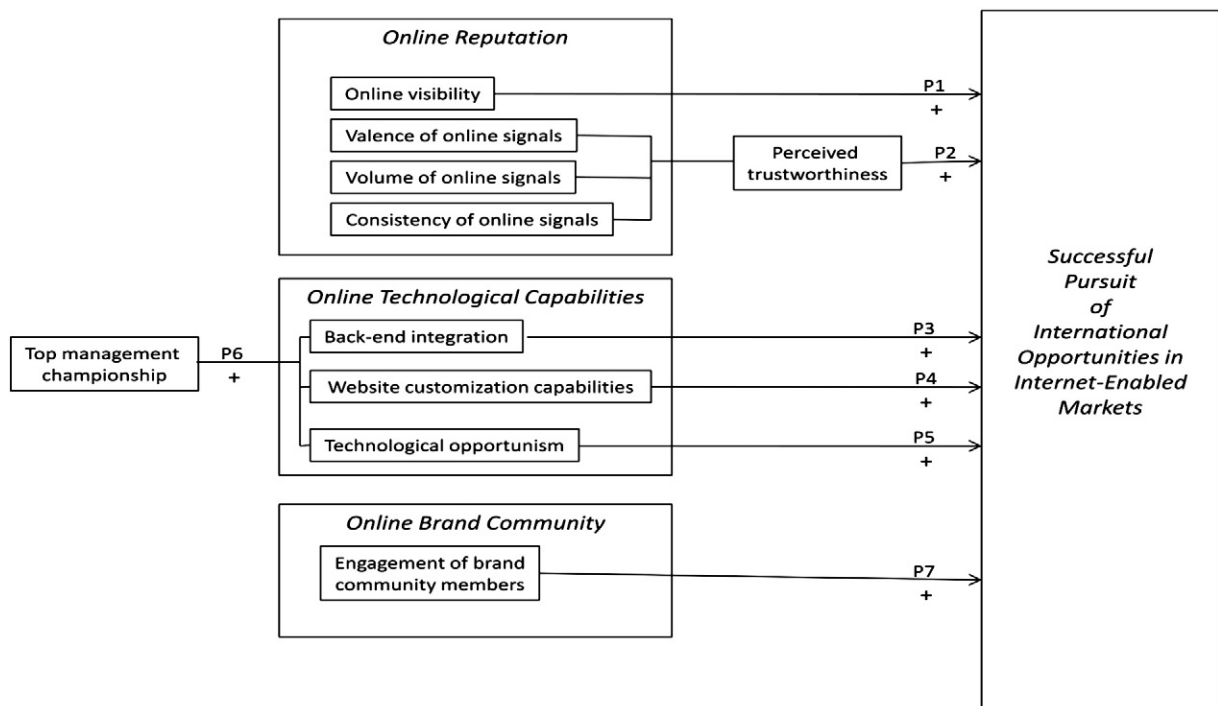 Online Reputation
Online visibility
P1
+
Valence of online signals
Volume of online signals
Consistency of online signals
Perceived
trustworthiness
P2
+
Online Technological Capabilities
Top management
championship
P6
+
Back-end integration
P3
+
Website customization capabilities
P4
+
Technological opportunism
P5
+
Online Brand Community
Engagement of brand
community members
P7
+
Successful
Pursuit
of
International
Opportunities in
Internet-Enabled
Markets